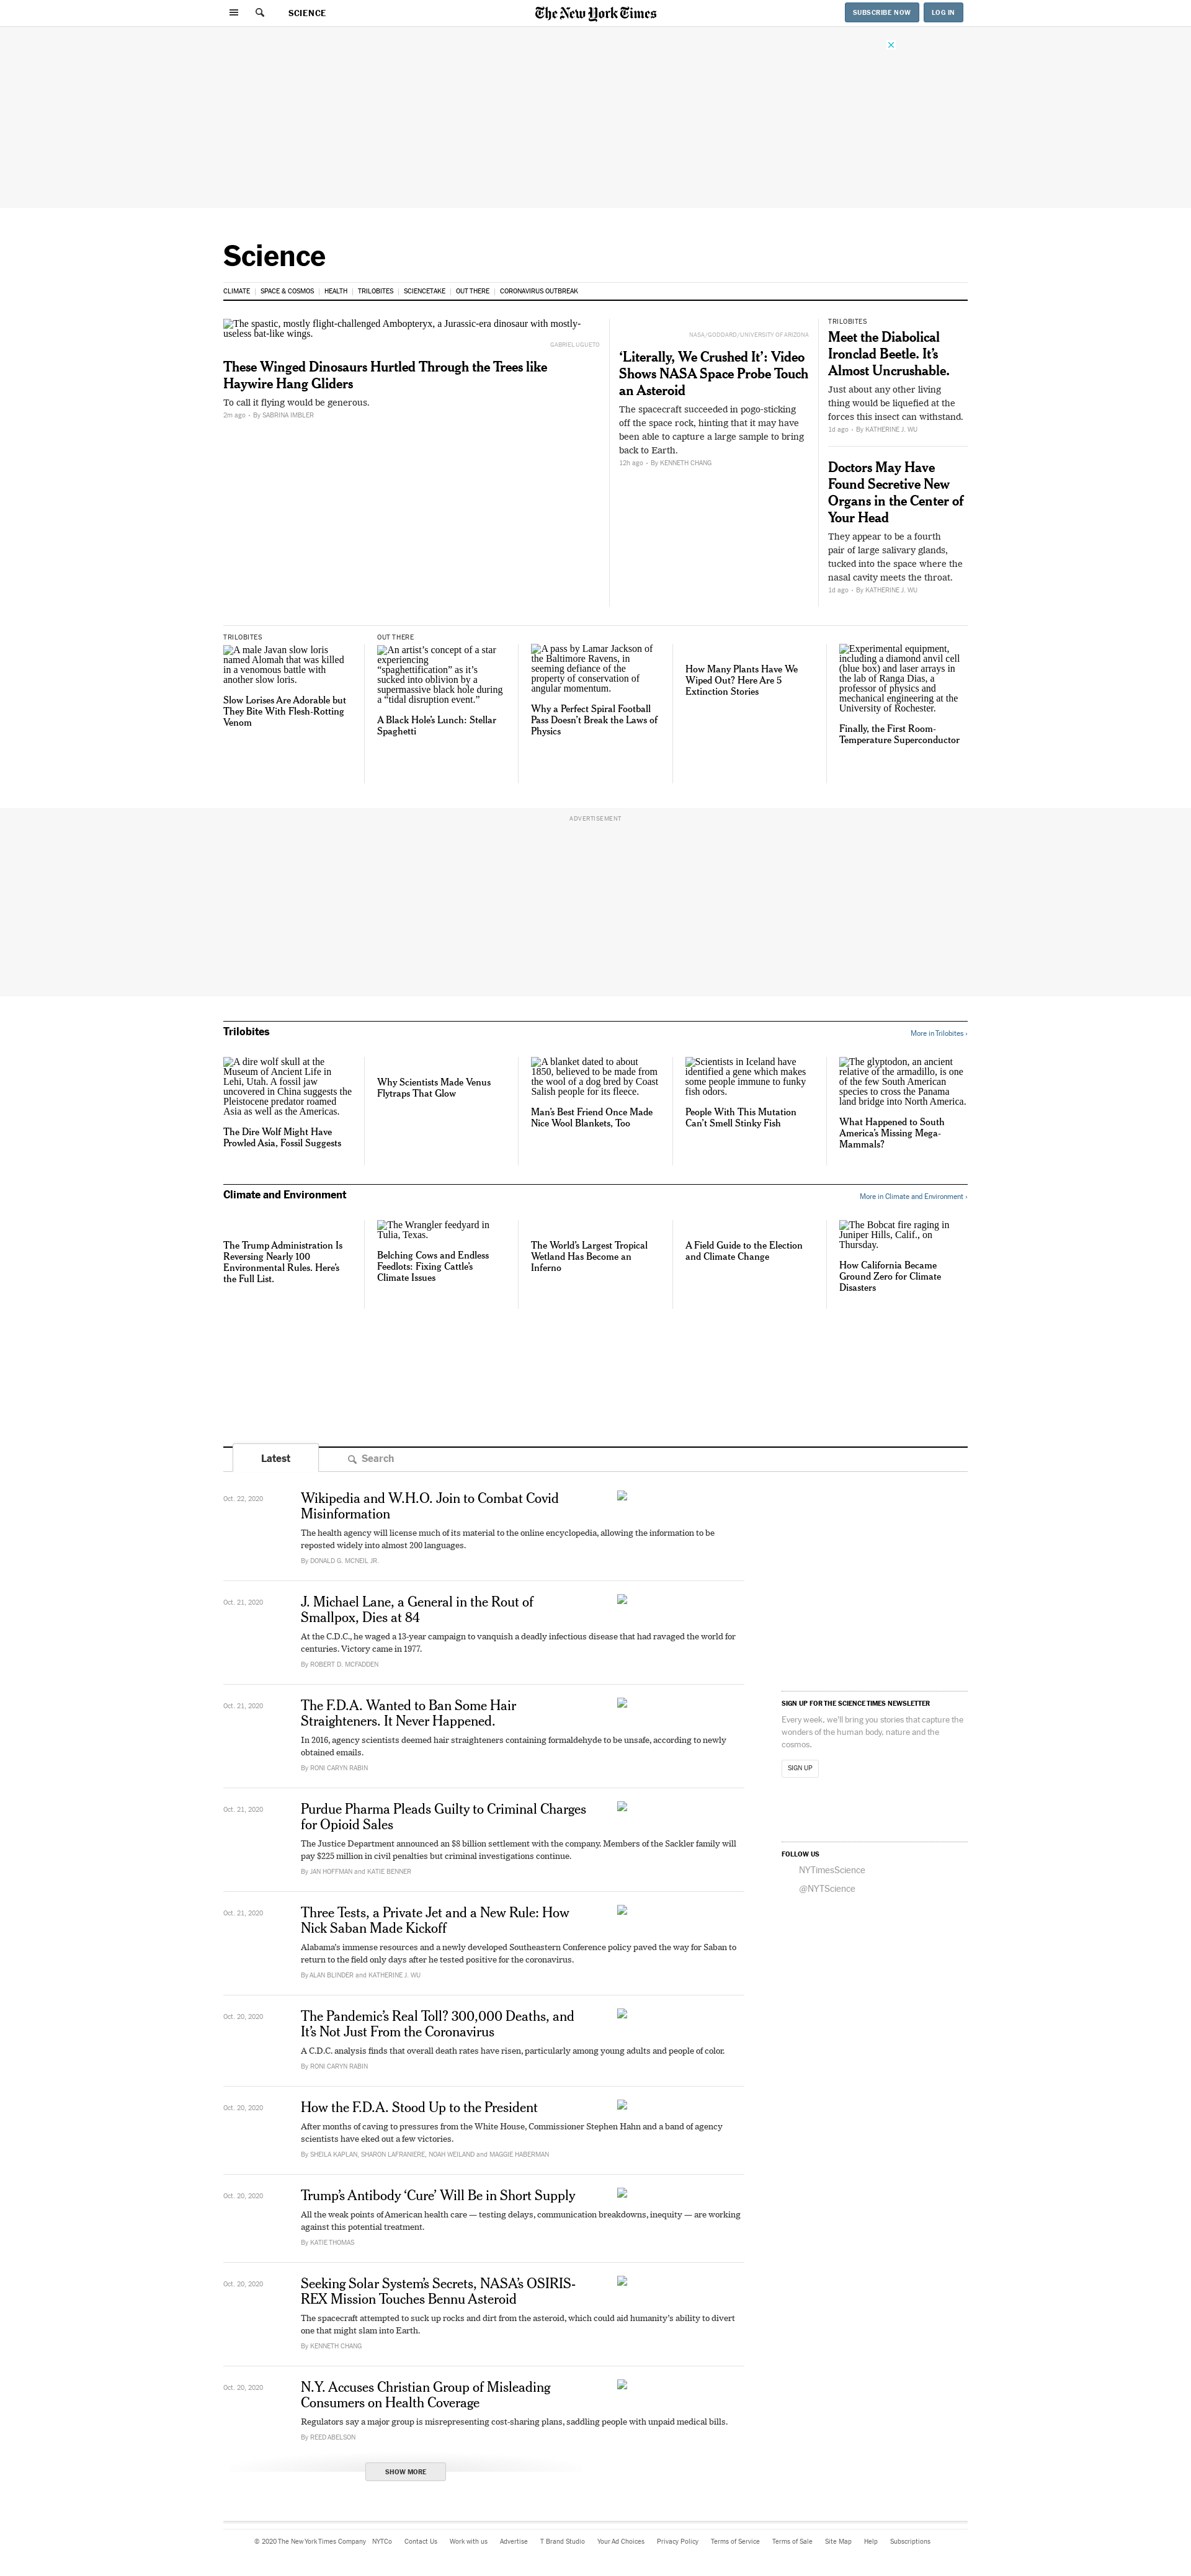 SCIENCE
The New York Times
SUBSCRIBE NOW
LOG IN
Science
CLIMATE
SPACE & COSMOS
HEALTH
TRILOBITES
SCIENCETAKE
OUT THERE
CORONAVIRUS OUTBREAK
The spastic, mostly flight-challenged Ambopteryx, a Jurassic-era dinosaur with mostly-
useless bat-like wings.
GABRIEL UGUETO
These Winged Dinosaurs Hurtled Through the Trees like
Haywire Hang Gliders
To call it flying would be generous.
2m ago • By SABRINA IMBLER
NASA/GODDARD/UNIVERSITY OF ARIZONA
‘Literally, We Crushed It’: Video
Shows NASA Space Probe Touch
an Asteroid
The spacecraft succeeded in pogo-sticking
off the space rock, hinting that it may have
been able to capture a large sample to bring
back to Earth.
12h ago • By KENNETH CHANG
TRILOBITES
Meet the Diabolical
Ironclad Beetle. It’s
Almost Uncrushable.
Just about any other living
thing would be liquefied at the
forces this insect can withstand.
1d ago • By KATHERINE J. WU
Doctors May Have
Found Secretive New
Organs in the Center of
Your Head
They appear to be a fourth
pair of large salivary glands,
tucked into the space where the
nasal cavity meets the throat.
1d ago • By KATHERINE J. WU
TRILOBITES
A male Javan slow loris
named Alomah that was killed
in a venomous battle with
another slow loris.
Slow Lorises Are Adorable but
They Bite With Flesh-Rotting
Venom
OUT THERE
An artist’s concept of a star
experiencing
“spaghettification” as it’s
sucked into oblivion by a
supermassive black hole during
a “tidal disruption event.”
A Black Hole’s Lunch: Stellar
Spaghetti
A pass by Lamar Jackson of
the Baltimore Ravens, in
seeming defiance of the
property of conservation of
angular momentum.
Why a Perfect Spiral Football
Pass Doesn’t Break the Laws of
Physics
How Many Plants Have We
Wiped Out? Here Are 5
Extinction Stories
Experimental equipment,
including a diamond anvil cell
(blue box) and laser arrays in
the lab of Ranga Dias, a
professor of physics and
mechanical engineering at the
University of Rochester.
Finally, the First Room-
Temperature Superconductor
ADVERTISEMENT
Trilobites
More in Trilobites ›
A dire wolf skull at the
Museum of Ancient Life in
Lehi, Utah. A fossil jaw
uncovered in China suggests the
Pleistocene predator roamed
Asia as well as the Americas.
The Dire Wolf Might Have
Prowled Asia, Fossil Suggests
Why Scientists Made Venus
Flytraps That Glow
A blanket dated to about
1850, believed to be made from
the wool of a dog bred by Coast
Salish people for its fleece.
Man’s Best Friend Once Made
Nice Wool Blankets, Too
Scientists in Iceland have
identified a gene which makes
some people immune to funky
fish odors.
People With This Mutation
Can’t Smell Stinky Fish
The glyptodon, an ancient
relative of the armadillo, is one
of the few South American
species to cross the Panama
land bridge into North America.
What Happened to South
America’s Missing Mega-
Mammals?
Climate and Environment
More in Climate and Environment ›
The Trump Administration Is
Reversing Nearly 100
Environmental Rules. Here’s
the Full List.
The Wrangler feedyard in
Tulia, Texas.
Belching Cows and Endless
Feedlots: Fixing Cattle’s
Climate Issues
The World’s Largest Tropical
Wetland Has Become an
Inferno
A Field Guide to the Election
and Climate Change
The Bobcat fire raging in
Juniper Hills, Calif., on
Thursday.
How California Became
Ground Zero for Climate
Disasters
Latest
Search
Oct. 22, 2020
Wikipedia and W.H.O. Join to Combat Covid
Misinformation
The health agency will license much of its material to the online encyclopedia, allowing the information to be
reposted widely into almost 200 languages.
By DONALD G. MCNEIL JR.
Oct. 21, 2020
J. Michael Lane, a General in the Rout of
Smallpox, Dies at 84
At the C.D.C., he waged a 13-year campaign to vanquish a deadly infectious disease that had ravaged the world for
centuries. Victory came in 1977.
By ROBERT D. MCFADDEN
Oct. 21, 2020
The F.D.A. Wanted to Ban Some Hair
Straighteners. It Never Happened.
In 2016, agency scientists deemed hair straighteners containing formaldehyde to be unsafe, according to newly
obtained emails.
By RONI CARYN RABIN
Oct. 21, 2020
Purdue Pharma Pleads Guilty to Criminal Charges
for Opioid Sales
The Justice Department announced an $8 billion settlement with the company. Members of the Sackler family will
pay $225 million in civil penalties but criminal investigations continue.
By JAN HOFFMAN and KATIE BENNER
Oct. 21, 2020
Three Tests, a Private Jet and a New Rule: How
Nick Saban Made Kickoff
Alabama’s immense resources and a newly developed Southeastern Conference policy paved the way for Saban to
return to the field only days after he tested positive for the coronavirus.
By ALAN BLINDER and KATHERINE J. WU
Oct. 20, 2020
The Pandemic’s Real Toll? 300,000 Deaths, and
It’s Not Just From the Coronavirus
A C.D.C. analysis finds that overall death rates have risen, particularly among young adults and people of color.
By RONI CARYN RABIN
Oct. 20, 2020
How the F.D.A. Stood Up to the President
After months of caving to pressures from the White House, Commissioner Stephen Hahn and a band of agency
scientists have eked out a few victories.
By SHEILA KAPLAN, SHARON LAFRANIERE, NOAH WEILAND and MAGGIE HABERMAN
Oct. 20, 2020
Trump’s Antibody ‘Cure’ Will Be in Short Supply
All the weak points of American health care — testing delays, communication breakdowns, inequity — are working
against this potential treatment.
By KATIE THOMAS
Oct. 20, 2020
Seeking Solar System’s Secrets, NASA’s OSIRIS-
REX Mission Touches Bennu Asteroid
The spacecraft attempted to suck up rocks and dirt from the asteroid, which could aid humanity’s ability to divert
one that might slam into Earth.
By KENNETH CHANG
Oct. 20, 2020
N.Y. Accuses Christian Group of Misleading
Consumers on Health Coverage
Regulators say a major group is misrepresenting cost-sharing plans, saddling people with unpaid medical bills.
By REED ABELSON
SHOW MORE
SIGN UP FOR THE SCIENCE TIMES NEWSLETTER
Every week, we’ll bring you stories that capture the
wonders of the human body, nature and the
cosmos.
SIGN UP
FOLLOW US
NYTimesScience
@NYTScience
© 2020 The New York Times Company
NYTCo
Contact Us
Work with us
Advertise
T Brand Studio
Your Ad Choices
Privacy Policy
Terms of Service
Terms of Sale
Site Map
Help
Subscriptions